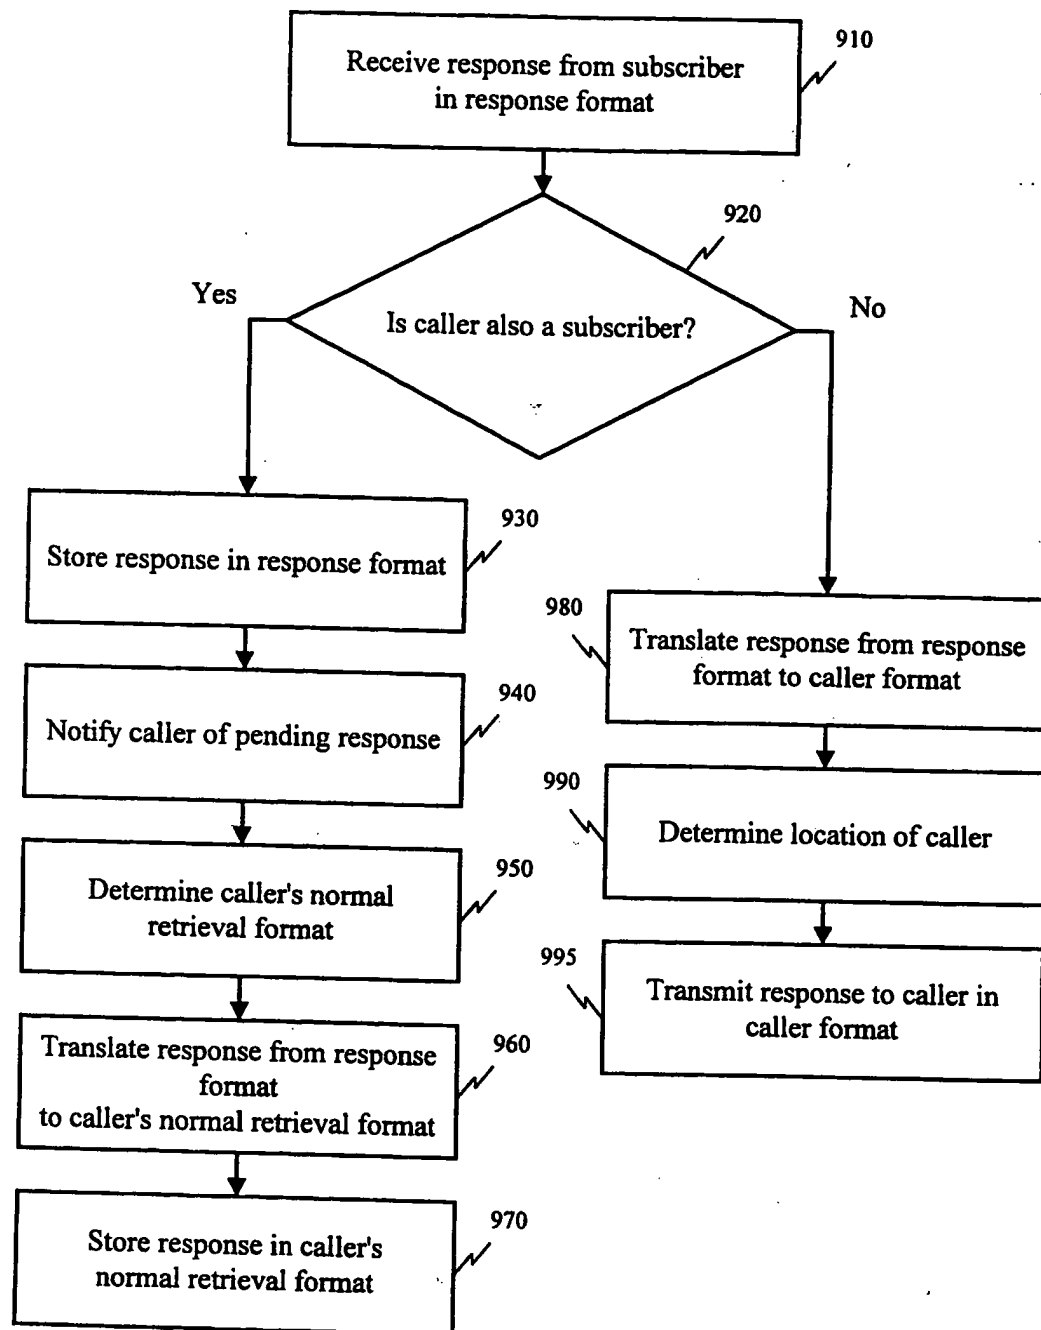 Receive response from subscriber
in response format
910
920
Is caller also a subscriber?
Yes
No
Store response in response format
930
Notify caller of pending response
940
Determine caller's normal
retrieval format
950
Translate response from response
format
to caller's normal retrieval format
960
Store response in caller's
normal retrieval format
970
980
Translate response from response
format to caller format
990
Determine location of caller
995
Transmit response to caller in
caller format